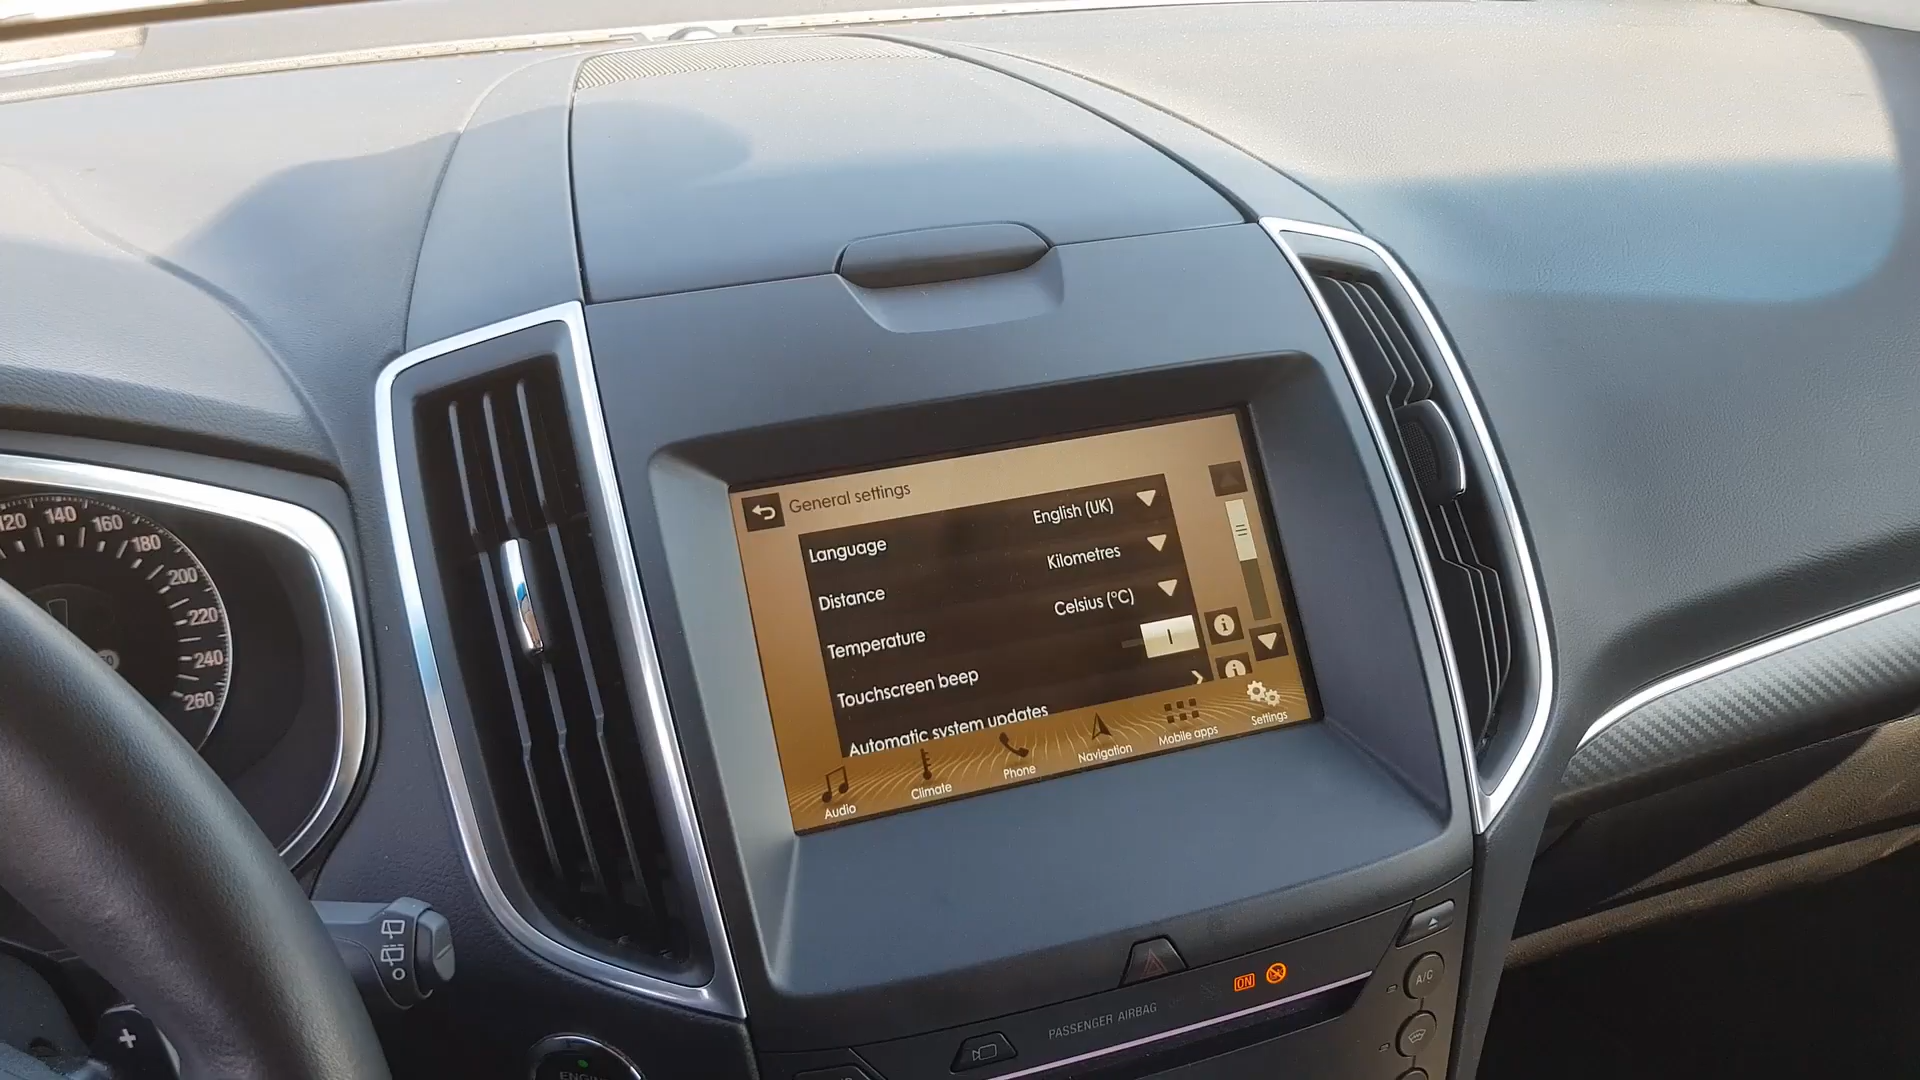 General settings
Language
English (UK)
Distance
Kilometres
Temperature
Celsius (°C)
Touchscreen beep
Automatic system updates
Audio
Climate
Phone
Navigation
Mobile apps
Settings
120
140
160
180
200
220
240
260
PASSENGER AIRBAG
ON
A/C
+